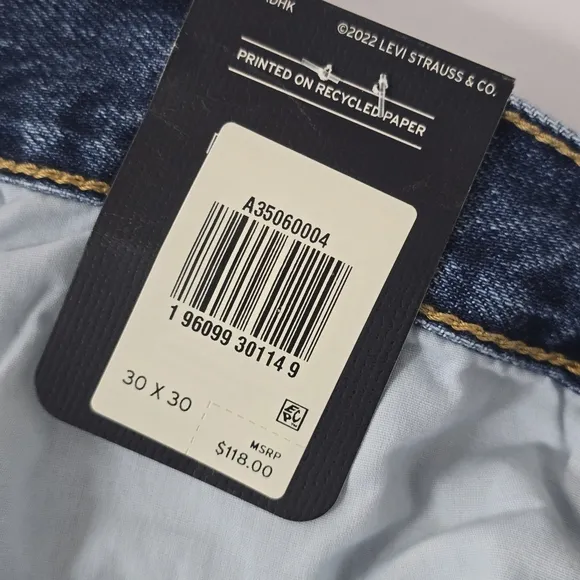 ©2022 LEVI STRAUSS & CO.
PRINTED ON RECYCLED PAPER
A35060004
1 96099 30114 9
30 X 30
MSRP
$118.00